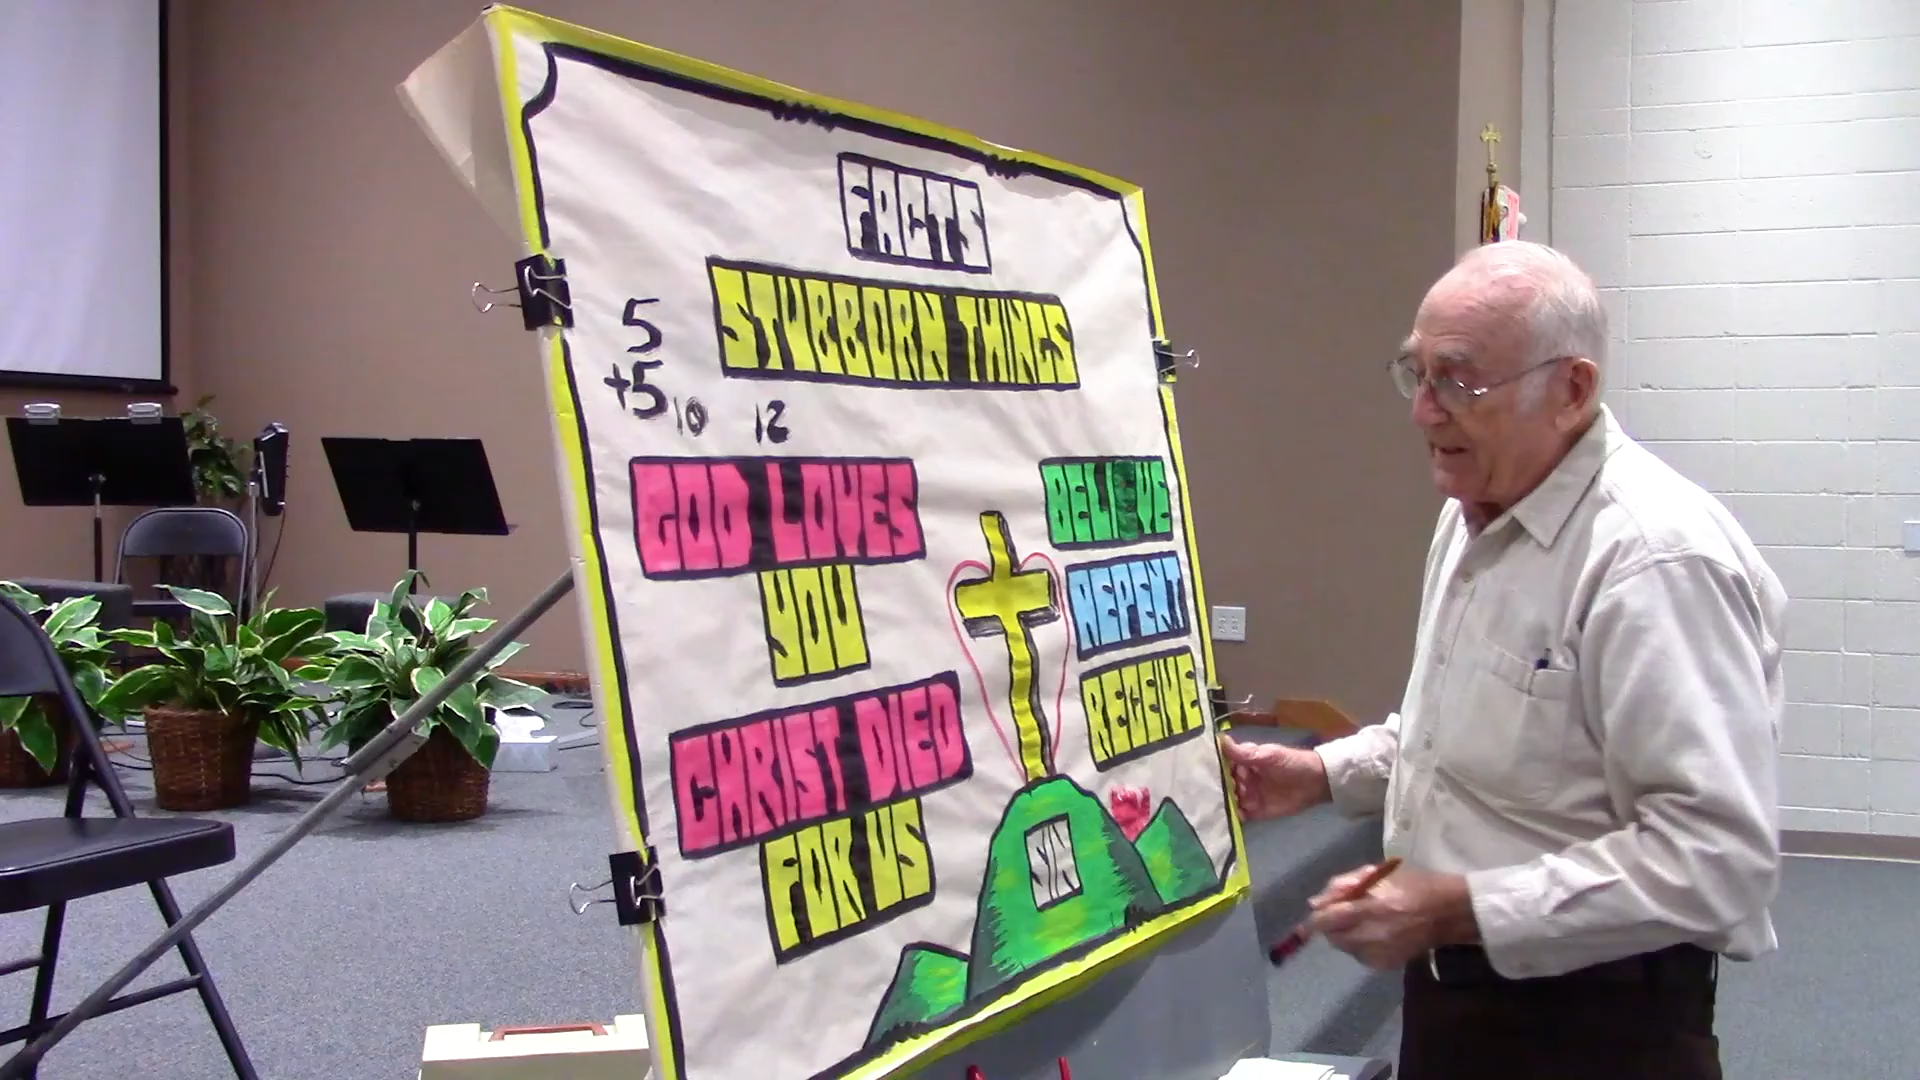 FACTS
STUBBORN THINGS
5
+5
10 12
GOD LOVES
YOU
CHRIST DIED
FOR US
BELIEVE
REPENT
RECEIVE
SIN